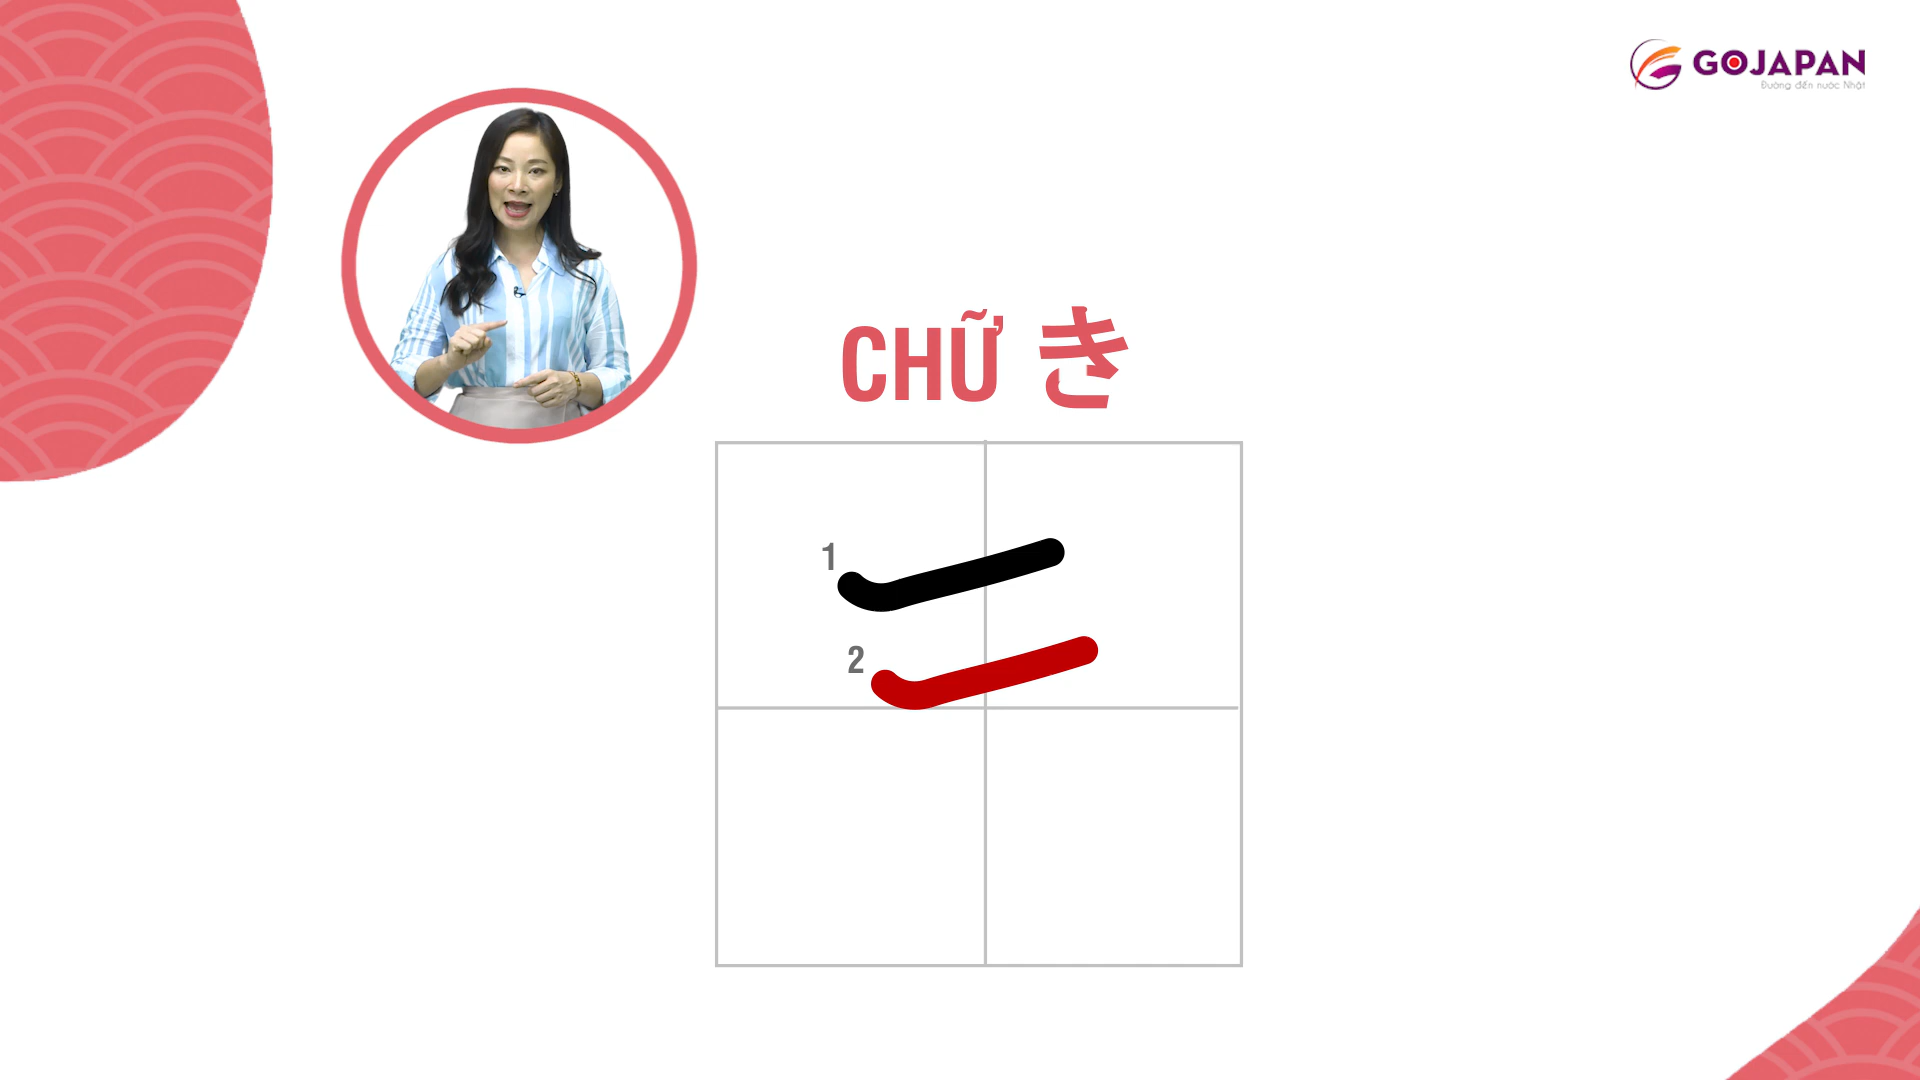 GOJAPAN
Đường đến nước Nhật
CHỮ き
1
2